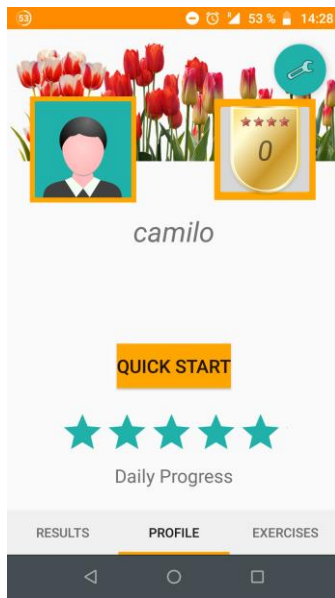 53 53 % 14:28
0
camilo
QUICK START
Daily Progress
RESULTS PROFILE EXERCISES